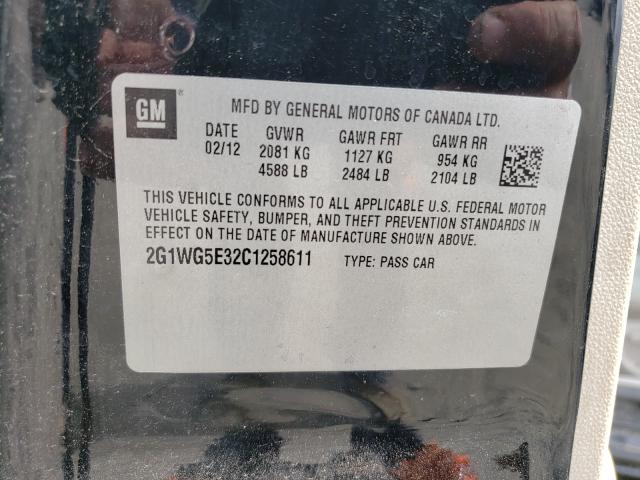 GM ®
MFD BY GENERAL MOTORS OF CANADA LTD.
DATE GVWR GAWR FRT GAWR RR
02/12 2081 KG 1127 KG 954 KG
4588 LB 2484 LB 2104 LB
THIS VEHICLE CONFORMS TO ALL APPLICABLE U.S. FEDERAL MOTOR
VEHICLE SAFETY, BUMPER, AND THEFT PREVENTION STANDARDS IN
EFFECT ON THE DATE OF MANUFACTURE SHOWN ABOVE.
2G1WG5E32C1258611 TYPE: PASS CAR